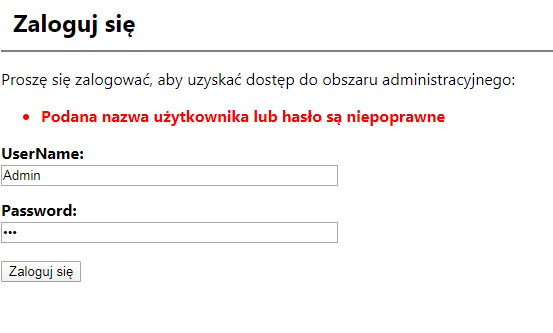 Zaloguj się
Proszę się zalogować, aby uzyskać dostęp do obszaru administracyjnego:
• Podana nazwa użytkownika lub hasło są niepoprawne
UserName:
Admin
Password:
•••
Zaloguj się